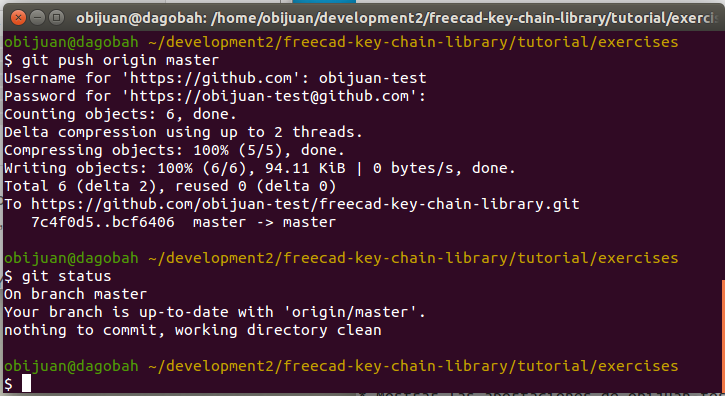 obijuan@dagobah: /home/obijuan/development2/freecad-key-chain-library/tutorial/exercis
obijuan@dagobah ~/development2/freecad-key-chain-library/tutorial/exercises
$ git push origin master
Username for 'https://github.com': obijuan-test
Password for 'https://obijuan-test@github.com':
Counting objects: 6, done.
Delta compression using up to 2 threads.
Compressing objects: 100% (5/5), done.
Writing objects: 100% (6/6), 94.11 KiB | 0 bytes/s, done.
Total 6 (delta 2), reused 0 (delta 0)
To https://github.com/obijuan-test/freecad-key-chain-library.git
   7c4f0d5..bcf6406  master -> master
obijuan@dagobah ~/development2/freecad-key-chain-library/tutorial/exercises
$ git status
On branch master
Your branch is up-to-date with 'origin/master'.
nothing to commit, working directory clean
obijuan@dagobah ~/development2/freecad-key-chain-library/tutorial/exercises
$